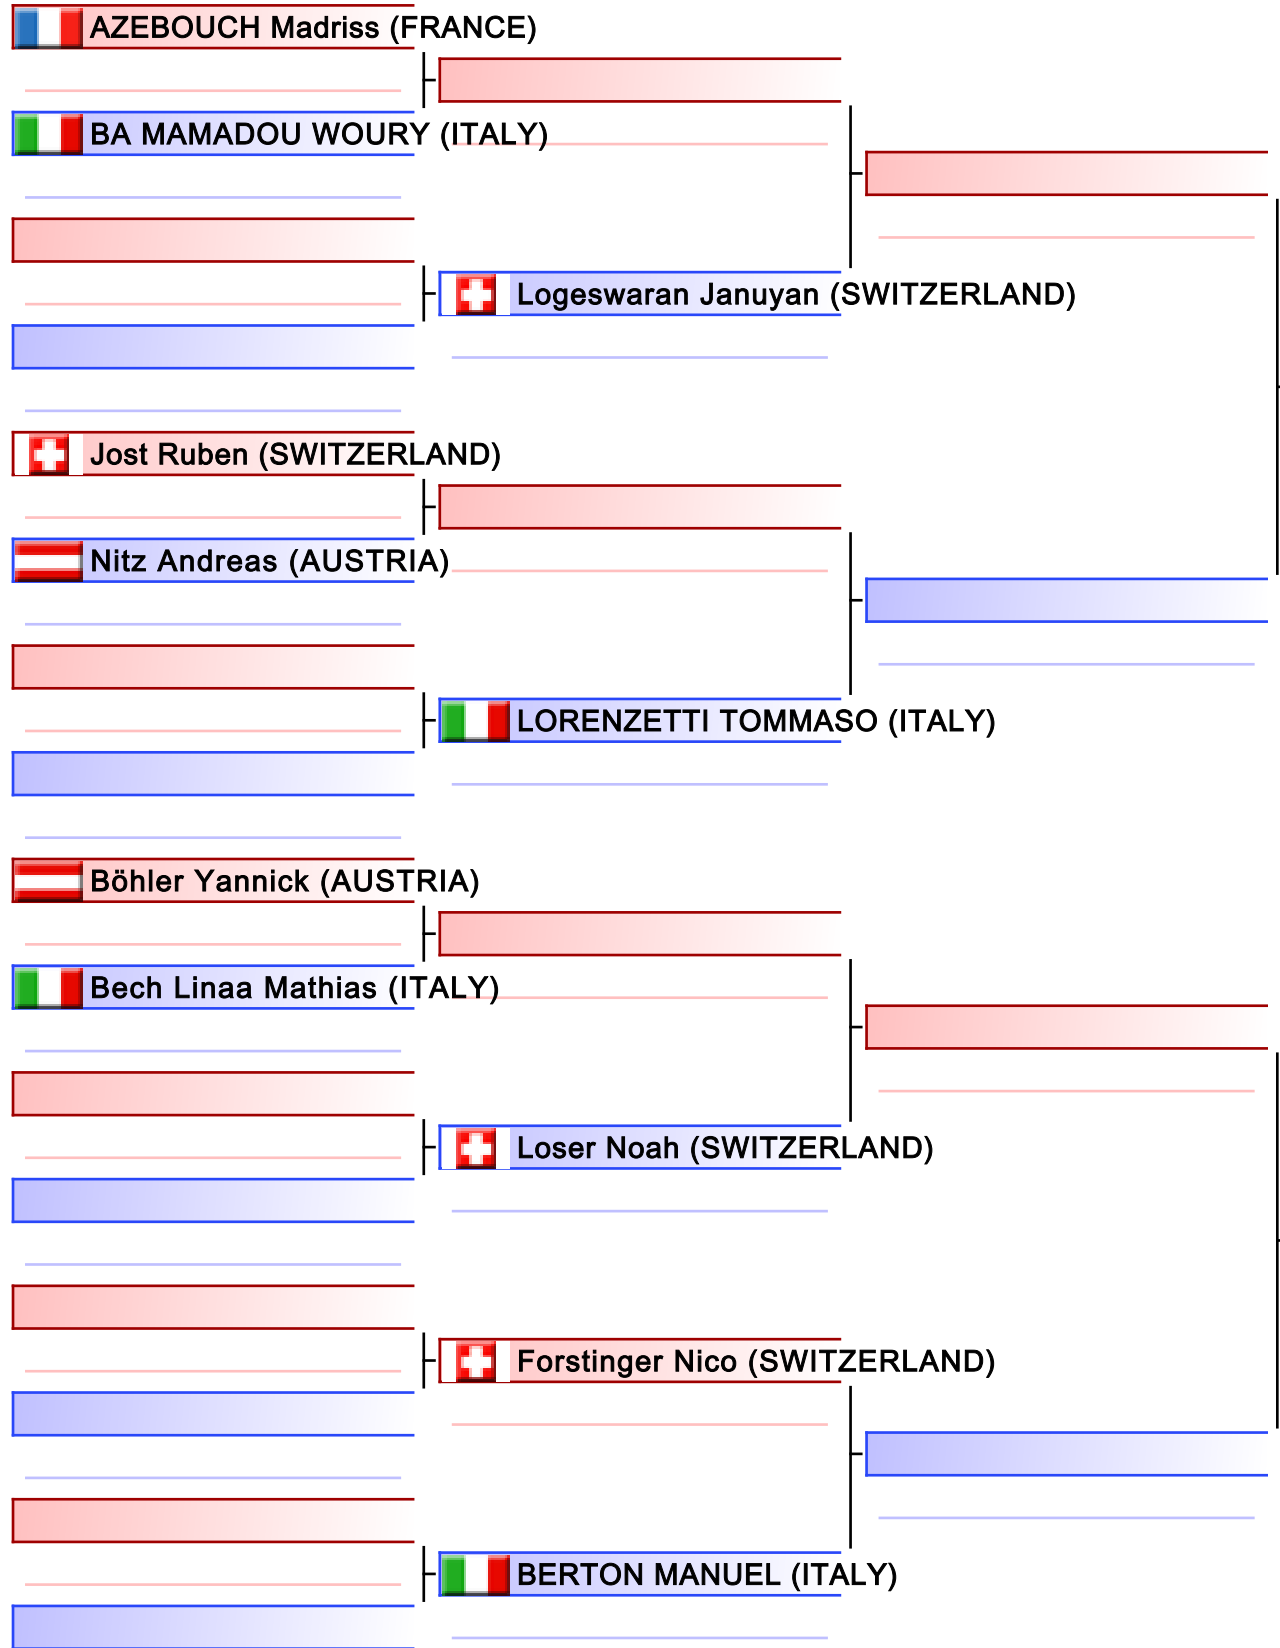 AZEBOUCH Madriss (FRANCE)
BA MAMADOU WOURY (ITALY)
Logeswaran Januyan (SWITZERLAND)
Jost Ruben (SWITZERLAND)
Nitz Andreas (AUSTRIA)
LORENZETTI TOMMASO (ITALY)
Böhler Yannick (AUSTRIA)
Bech Linaa Mathias (ITALY)
Loser Noah (SWITZERLAND)
Forstinger Nico (SWITZERLAND)
BERTON MANUEL (ITALY)